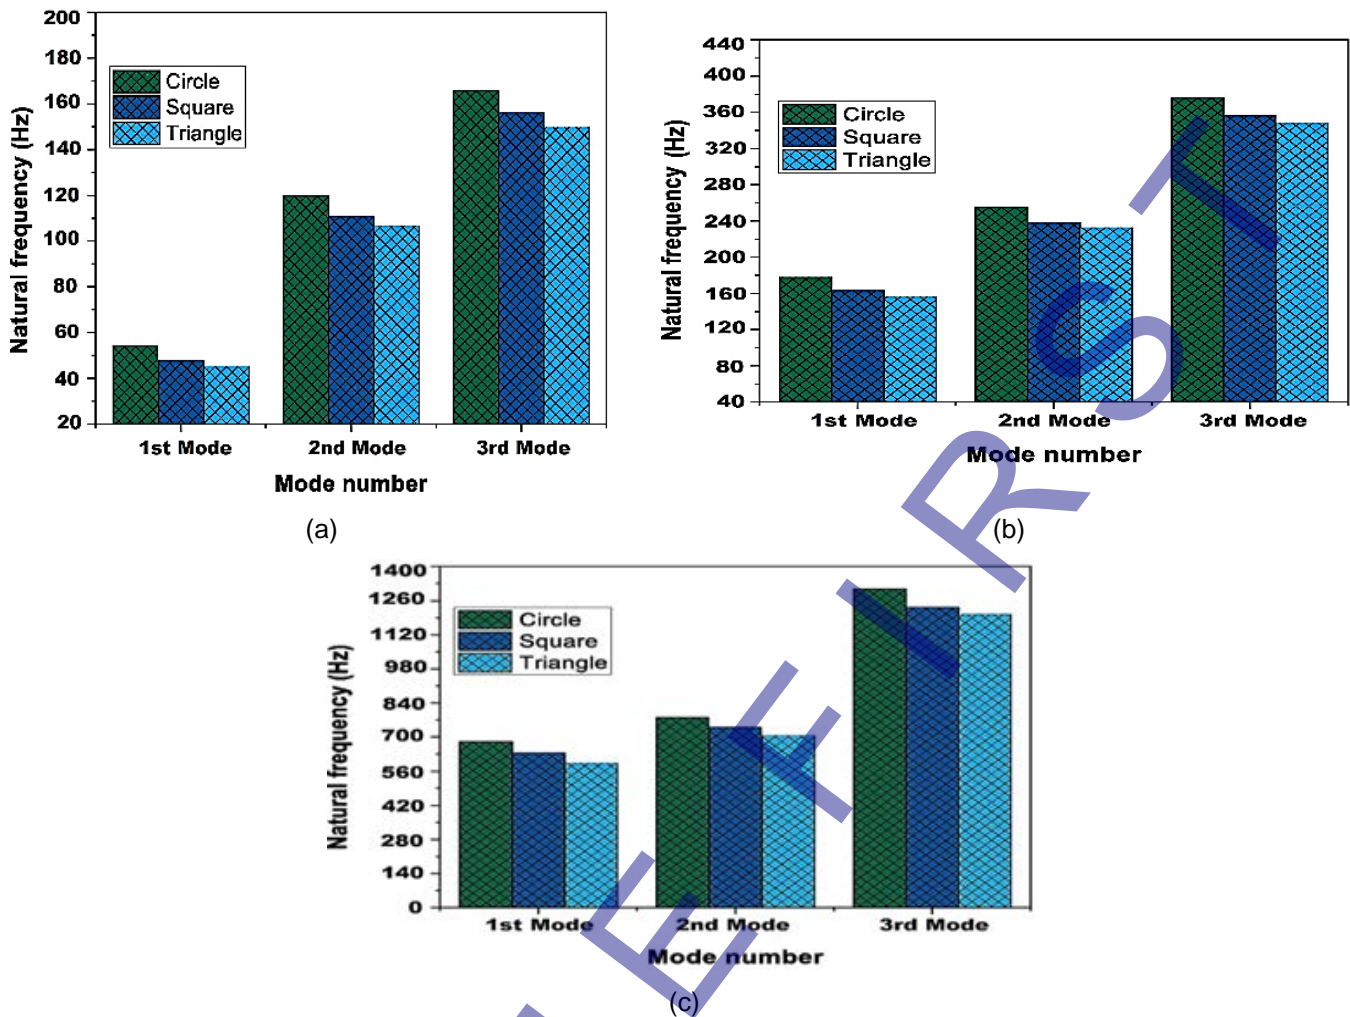 200
180
160
140
120
100
80
60
40
20
Natural frequency (Hz)
Circle
Square
Triangle
1st Mode 2nd Mode 3rd Mode
Mode number
(a)
440
400
360
320
280
240
200
160
120
80
40
Natural frequency (Hz)
Circle
Square
Triangle
1st Mode 2nd Mode 3rd Mode
Mode number
(b)
1400
1260
1120
980
840
700
560
420
280
140
0
Natural frequency (Hz)
Circle
Square
Triangle
1st Mode 2nd Mode 3rd Mode
Mode number
(c)
E FIRST